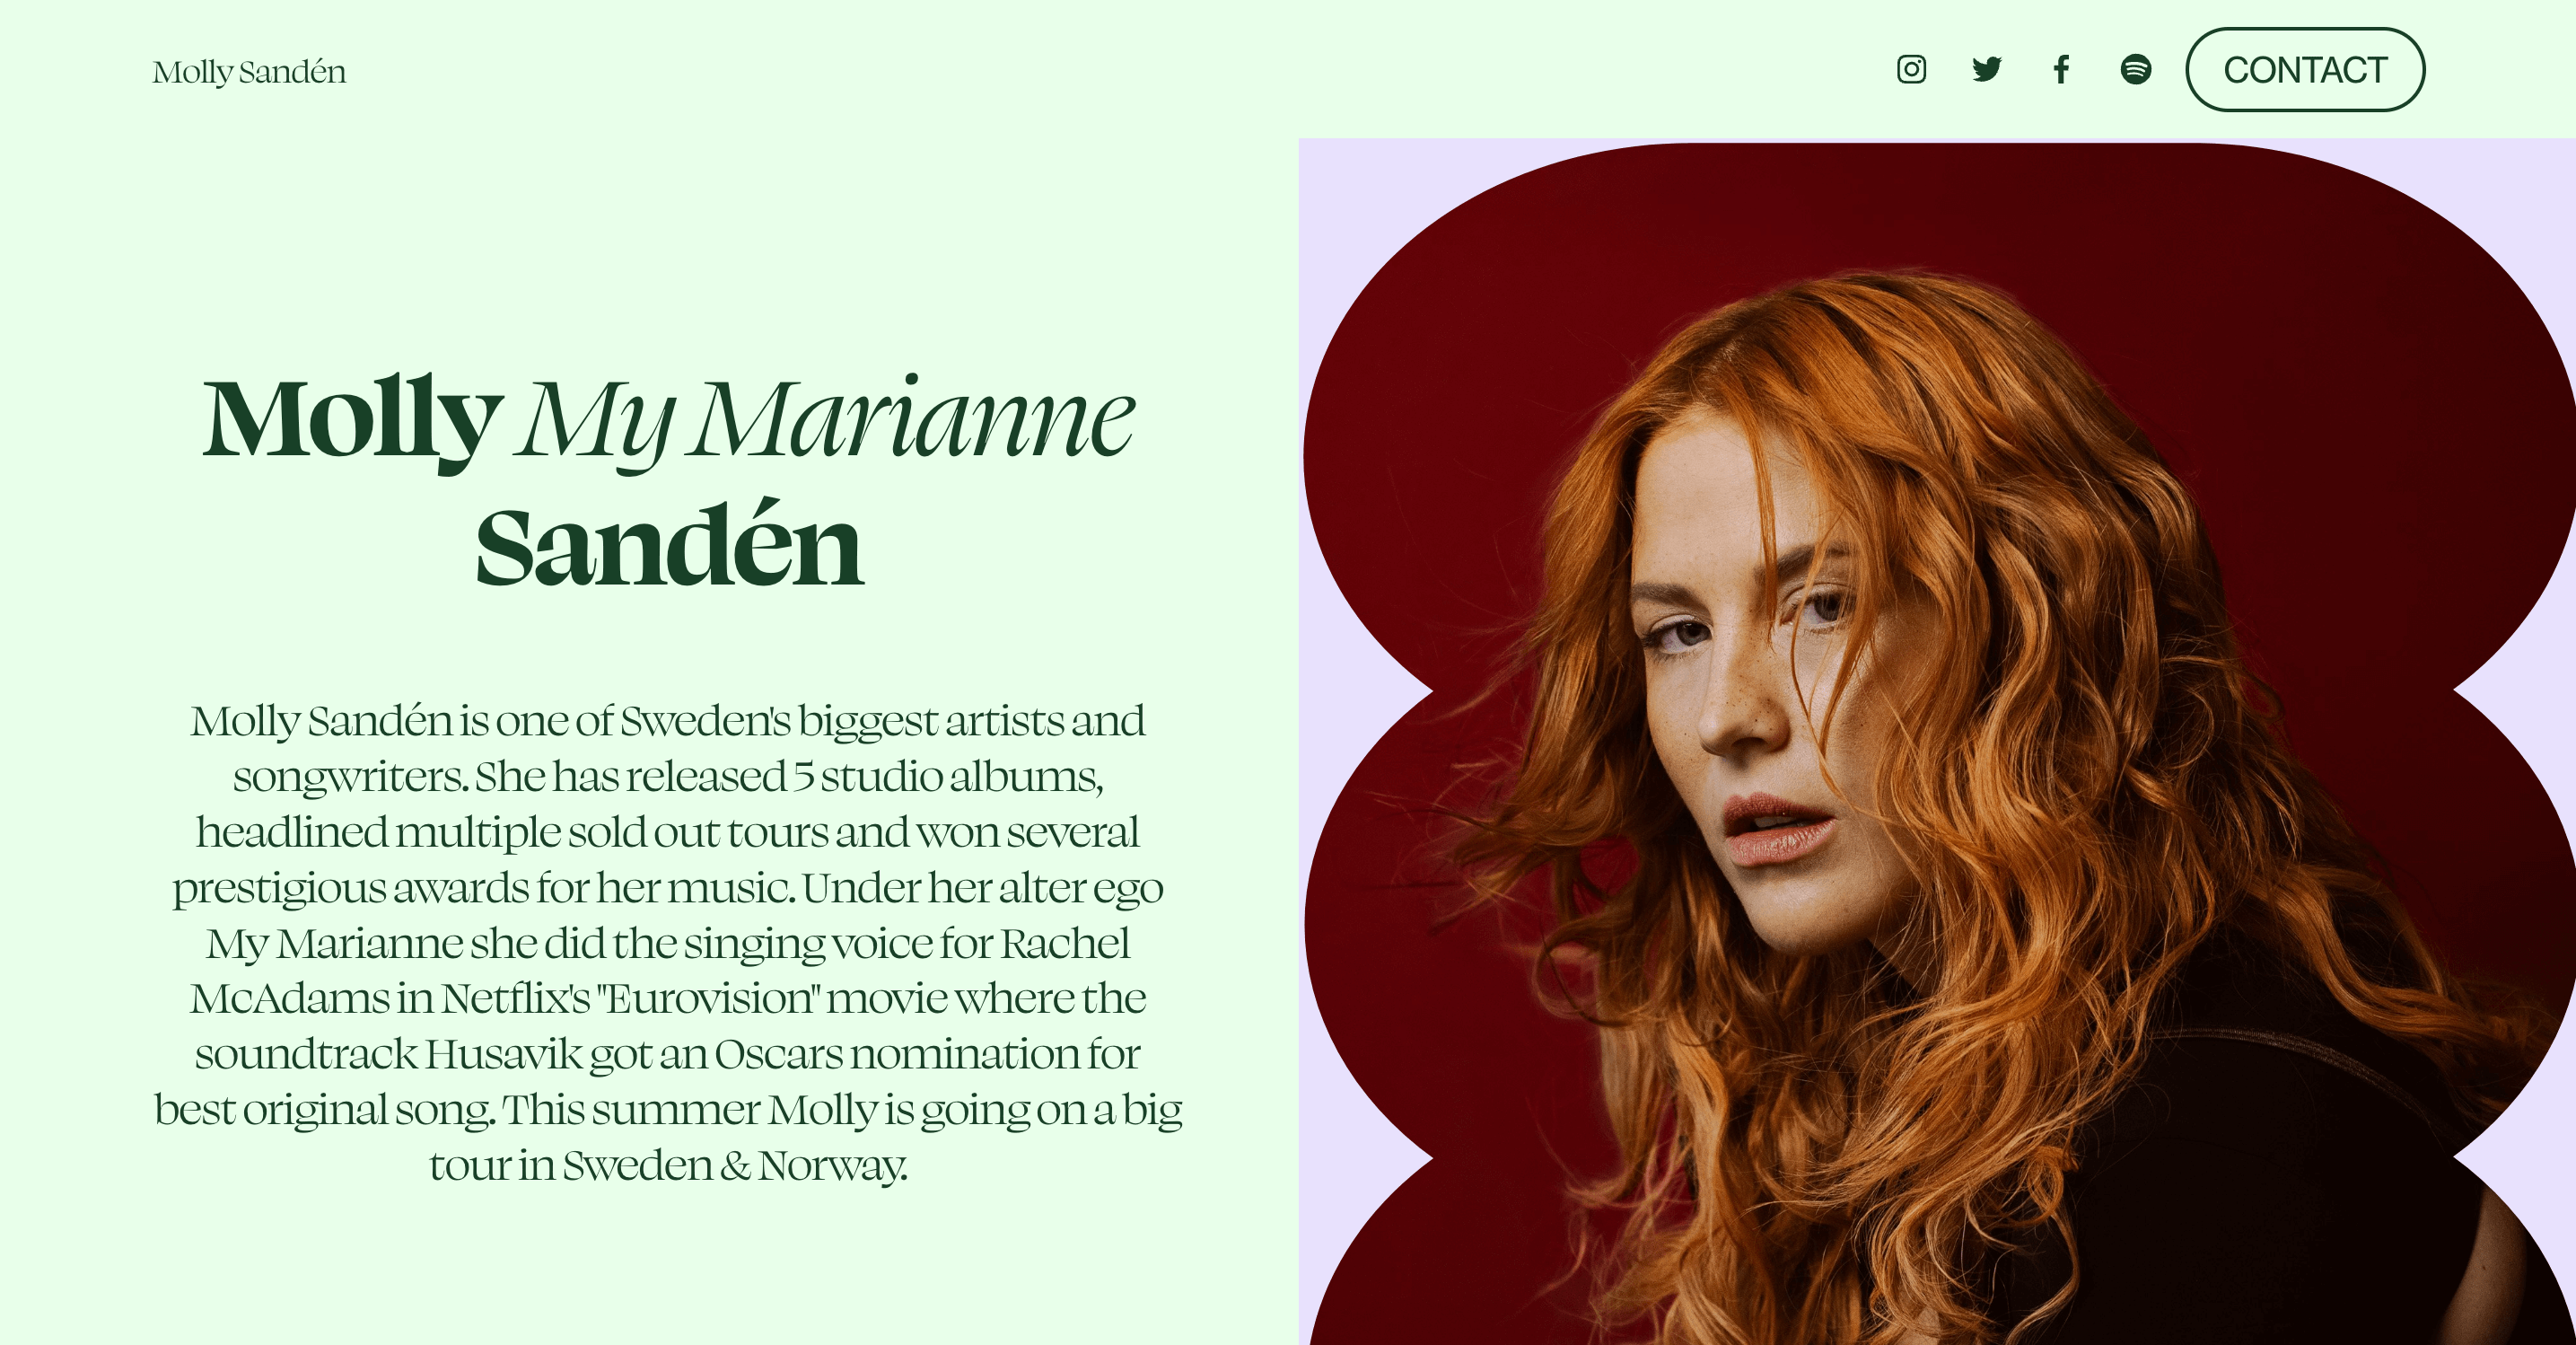 Molly Sandén
CONTACT
Molly My Marianne
Sandén
Molly Sandén is one of Sweden's biggest artists and
songwriters. She has released 5 studio albums,
headlined multiple sold out tours and won several
prestigious awards for her music. Under her alter ego
My Marianne she did the singing voice for Rachel
McAdams in Netflix's "Eurovision" movie where the
soundtrack Husavik got an Oscars nomination for
best original song. This summer Molly is going on a big
tour in Sweden & Norway.